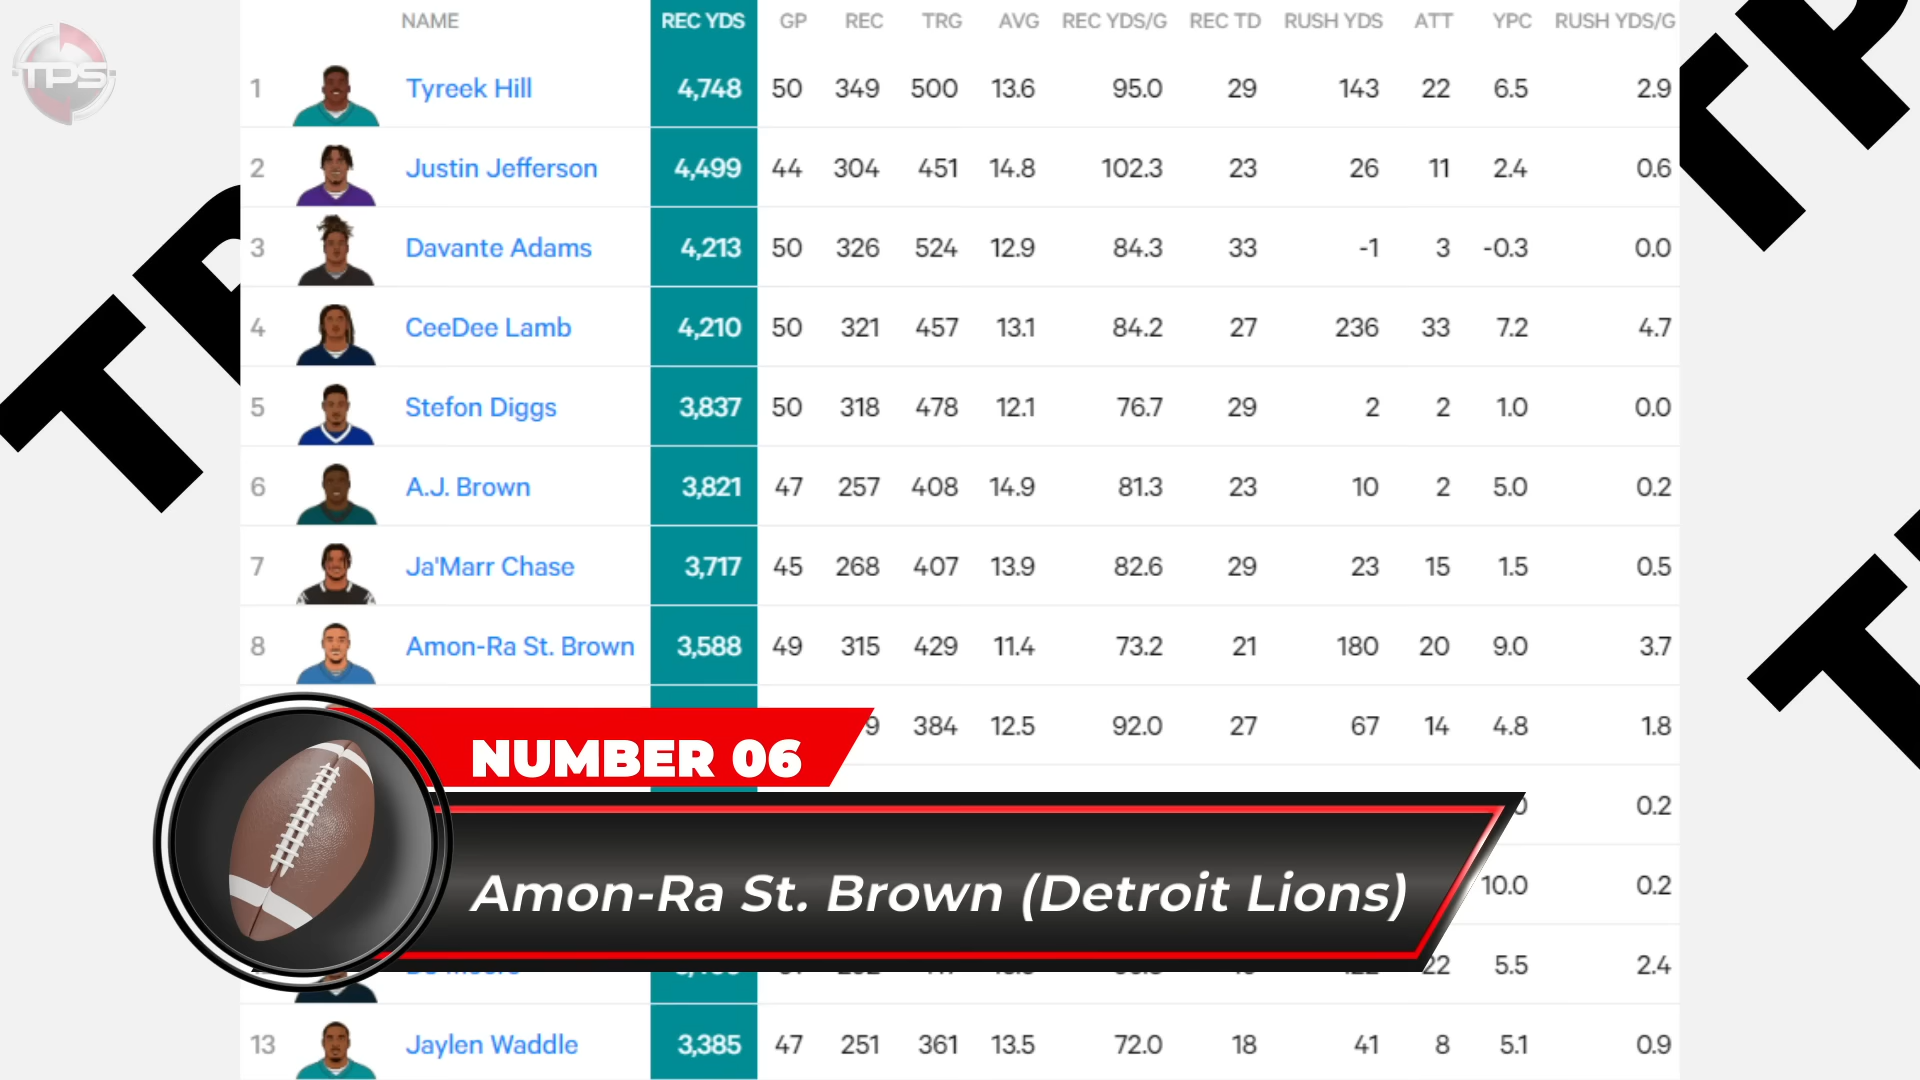 TPS
NAME REC YDS GP REC TRG AVG REC YDS/G REC TD RUSH YDS ATT YPC RUSH YDS/G
1 Tyreek Hill 4,748 50 349 500 13.6 95.0 29 143 22 6.5 2.9
2 Justin Jefferson 4,499 44 304 451 14.8 102.3 23 26 11 2.4 0.6
3 Davante Adams 4,213 50 326 524 12.9 84.3 33 -1 3 -0.3 0.0
4 CeeDee Lamb 4,210 50 321 457 13.1 84.2 27 236 33 7.2 4.7
5 Stefon Diggs 3,837 50 318 478 12.1 76.7 29 2 2 1.0 0.0
6 A.J. Brown 3,821 47 257 408 14.9 81.3 23 10 2 5.0 0.2
7 Ja'Marr Chase 3,717 45 268 407 13.9 82.6 29 23 15 1.5 0.5
8 Amon-Ra St. Brown 3,588 49 315 429 11.4 73.2 21 180 20 9.0 3.7
9 384 12.5 92.0 27 67 14 4.8 1.8
NUMBER 06
0.2
10.0 0.2
Amon-Ra St. Brown (Detroit Lions)
22 5.5 2.4
13 Jaylen Waddle 3,385 47 251 361 13.5 72.0 18 41 8 5.1 0.9